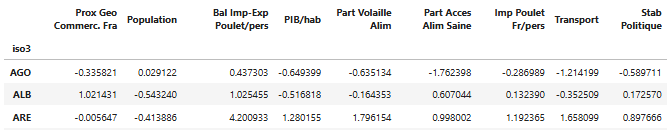 Prox Geo Commerc. Fra Population Bal Imp-Exp Poulet/pers PIB/hab Part Volaille Alim Part Acces Alim Saine Imp Poulet Fr/pers Transport Stab Politique
iso3
AGO -0.335821 0.029122 0.437303 -0.649399 -0.635134 -1.762398 -0.286989 -1.214199 -0.589711
ALB 1.021431 -0.543240 1.025455 -0.516818 -0.164353 0.607044 0.132390 -0.352509 0.172570
ARE -0.005647 -0.413886 4.200933 1.280155 1.796154 0.998002 1.192365 1.658099 0.897666